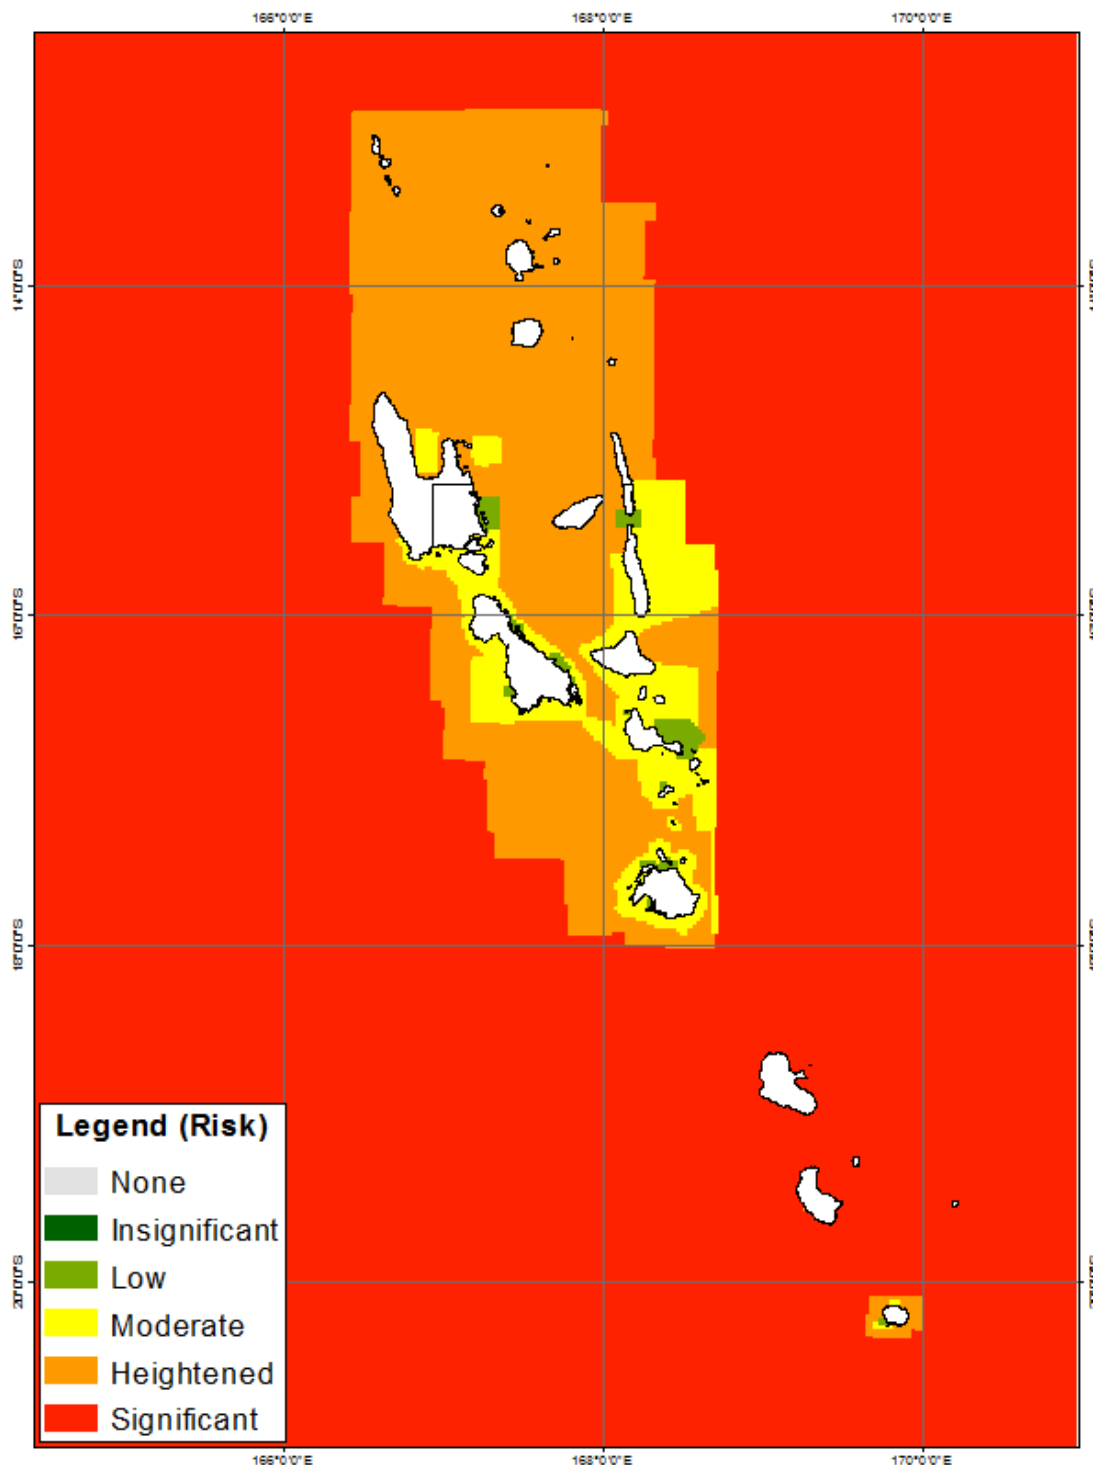 166°0'0"E
168°0'0"E
170°0'0"E
14°0'0"S
16°0'0"S
18°0'0"S
20°0'0"S
Legend (Risk)
None
Insignificant
Low
Moderate
Heightened
Significant
166°0'0"E
168°0'0"E
170°0'0"E